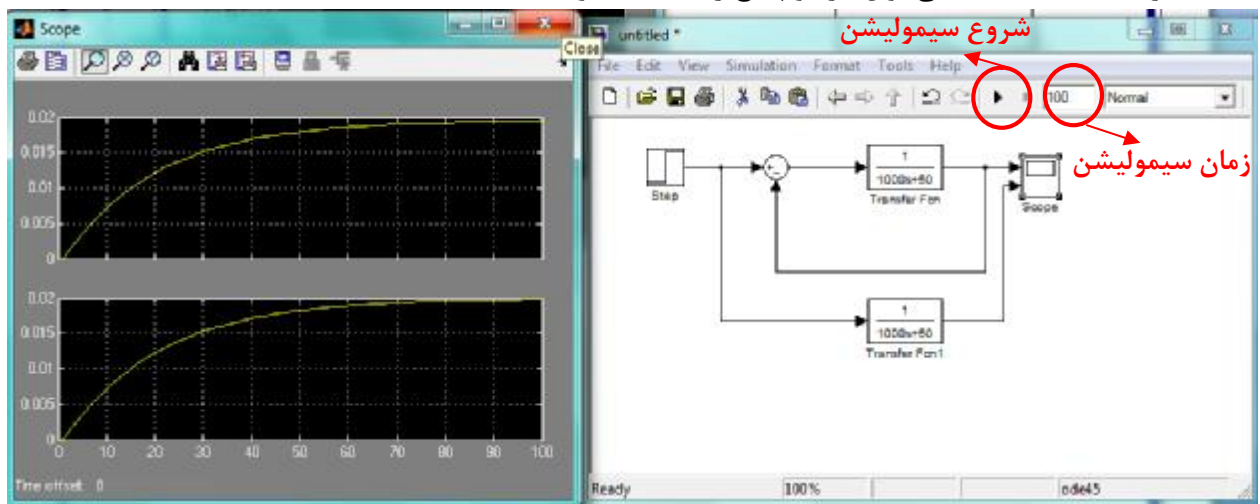 Scope
Close
0.02
0.015
0.01
0.005
0
0.02
0.015
0.01
0.005
0
0 10 20 30 40 50 60 70 80 90 100
Time offset: 0
untitled *
شروع سیمولیشن
File Edit View Simulation Format Tools Help
100 Normal
زمان سیمولیشن
Step
1
1000s+50
Transfer Fcn
Scope
1
1000s+50
Transfer Fcn1
Ready 100% ode45